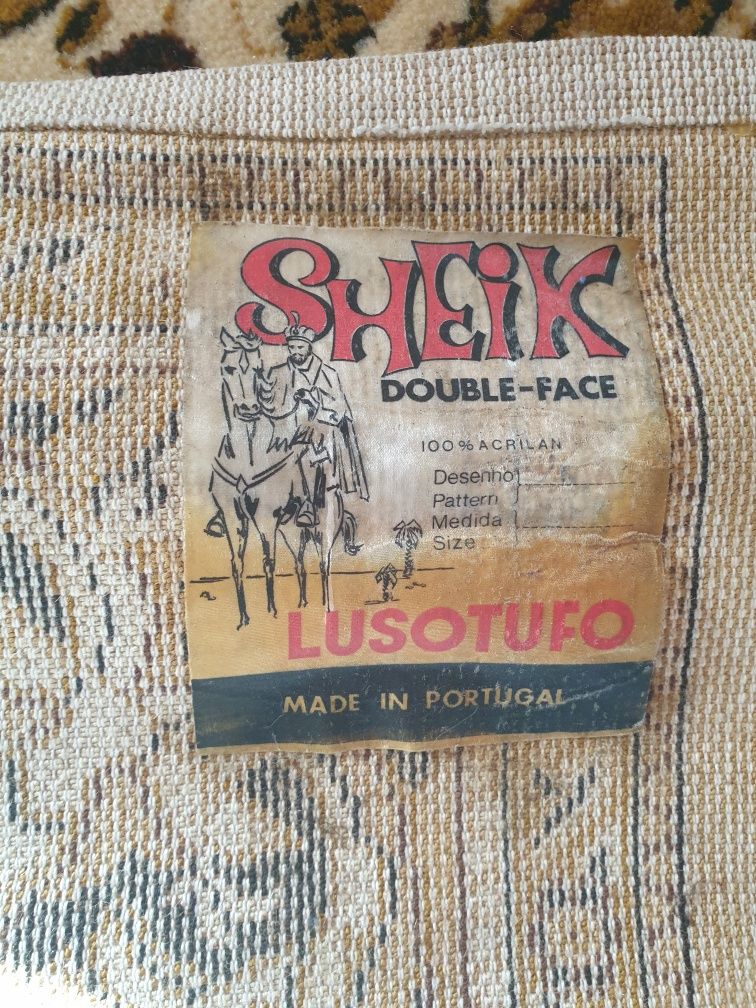 SHEiK
DOUBLE-FACE
100% ACRILAN
Desenho
Pattern
Medida
Size
LUSOTUFO
MADE IN PORTUGAL